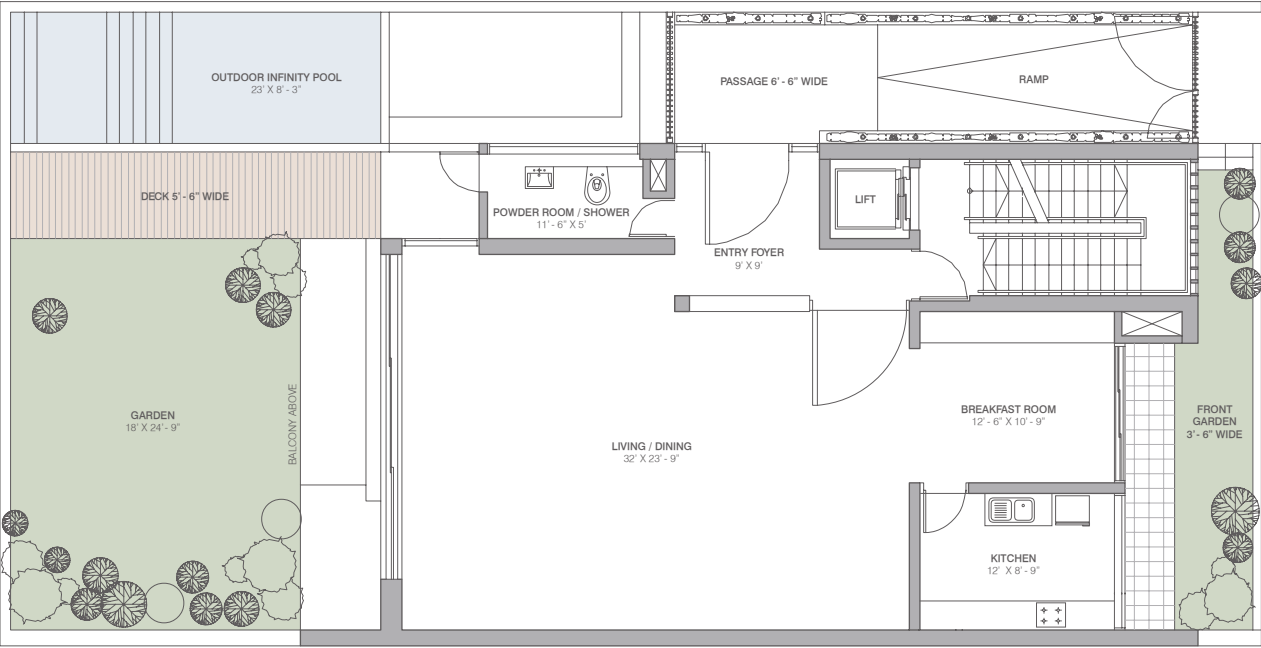 OUTDOOR INFINITY POOL
23' X 8' - 3"
PASSAGE 6' - 6" WIDE
RAMP
DECK 5' - 6" WIDE
POWDER ROOM / SHOWER
11' - 6" X 5'
LIFT
ENTRY FOYER
9' X 9'
GARDEN
18' X 24' - 9"
BALCONY ABOVE
LIVING / DINING
32' X 23' - 9"
BREAKFAST ROOM
12' - 6" X 10' - 9"
FRONT
GARDEN
3' - 6" WIDE
KITCHEN
12' X 8' - 9"